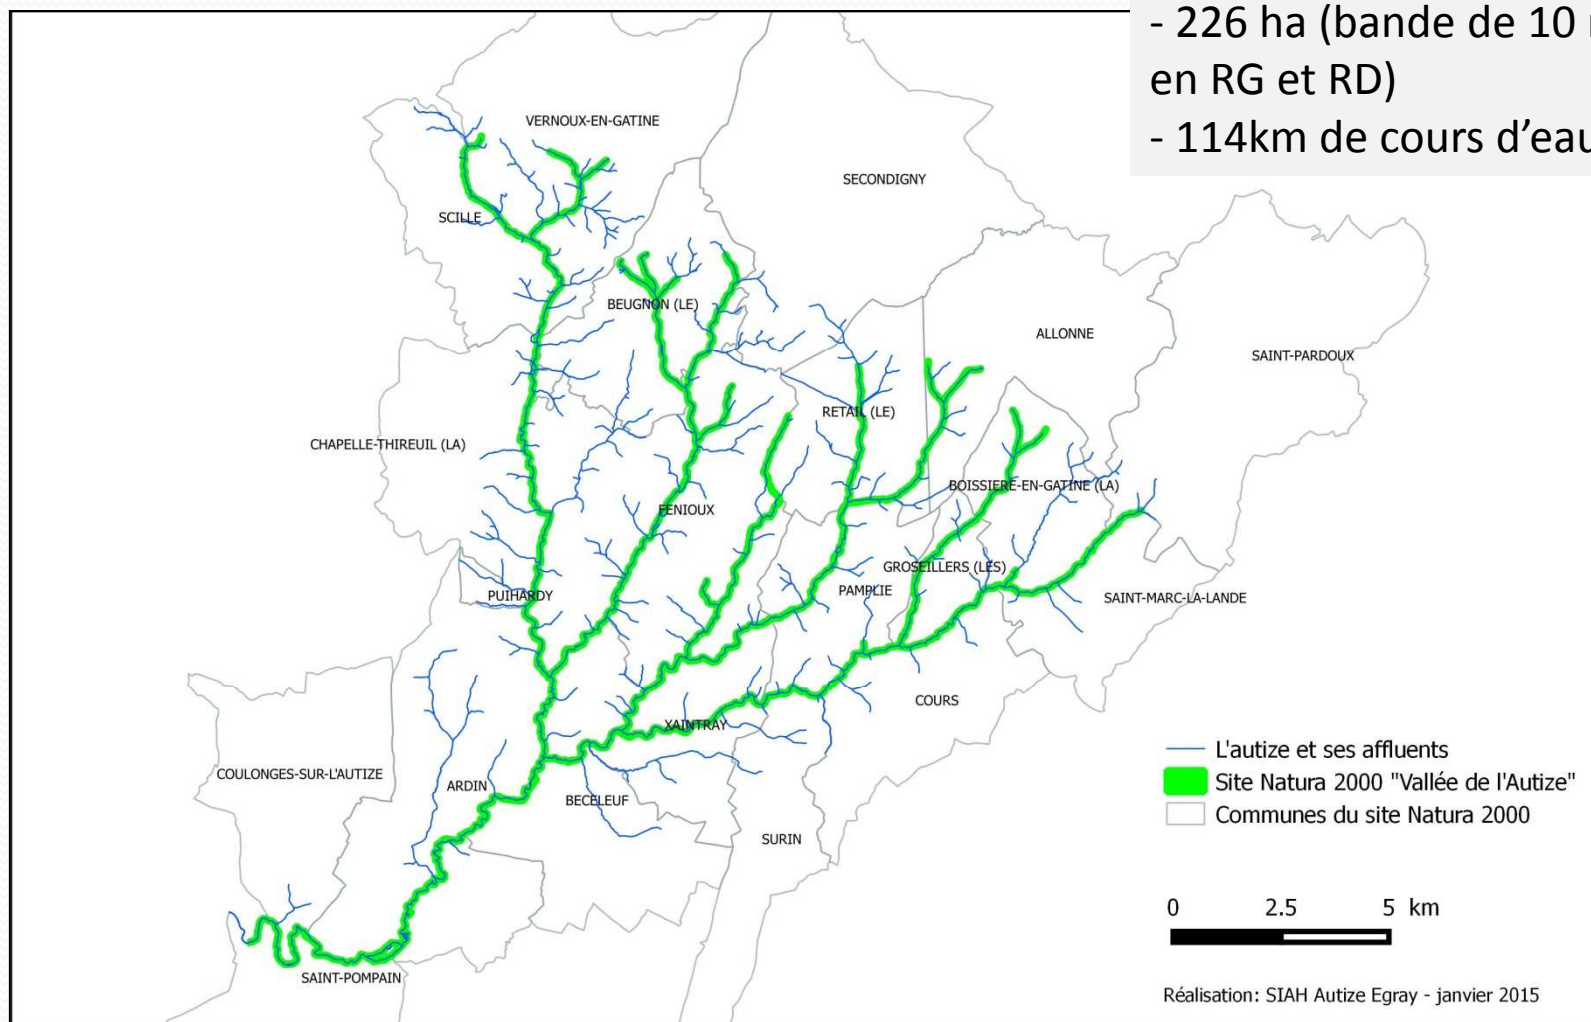 - 226 ha (bande de 10
en RG et RD)
- 114km de cours d'eau
VERNOUX-EN-GATINE
SECONDIGNY
SCILLE
BEUGNON (LE)
ALLONNE
SAINT-PARDOUX
RETAIL (LE)
CHAPELLE-THIREUIL (LA)
BOISSIERE-EN-GATINE (LA)
FENIOUX
GROSEILLERS (LES)
PAMPLIE
PUIHARDY
SAINT-MARC-LA-LANDE
COURS
XAINTRAY
L'autize et ses affluents
COULONGES-SUR-L'AUTIZE
Site Natura 2000 "Vallée de l'Autize"
ARDIN
BECELEUF
Communes du site Natura 2000
SURIN
0 2.5 5 km
SAINT-POMPAIN
Réalisation: SIAH Autize Egray - janvier 2015